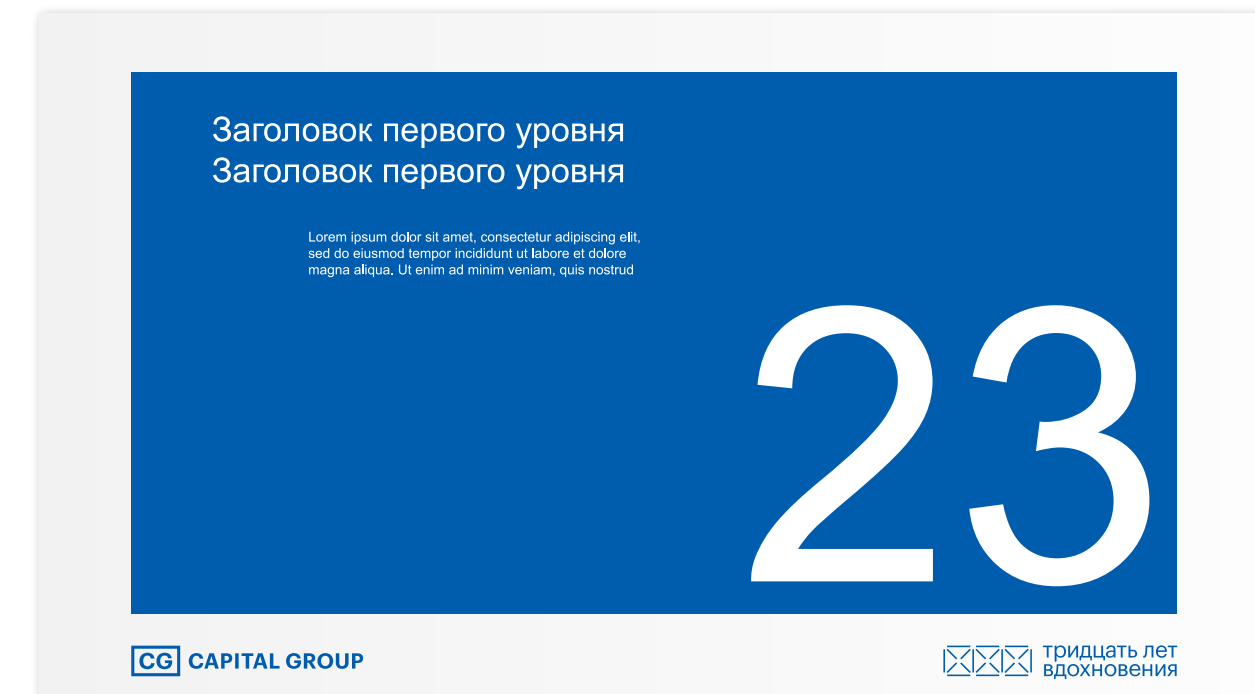 Заголовок первого уровня
Заголовок первого уровня
Lorem ipsum dolor sit amet, consectetur adipiscing elit,
sed do eiusmod tempor incididunt ut labore et dolore
magna aliqua. Ut enim ad minim veniam, quis nostrud
23
CG CAPITAL GROUP
тридцать лет
вдохновения